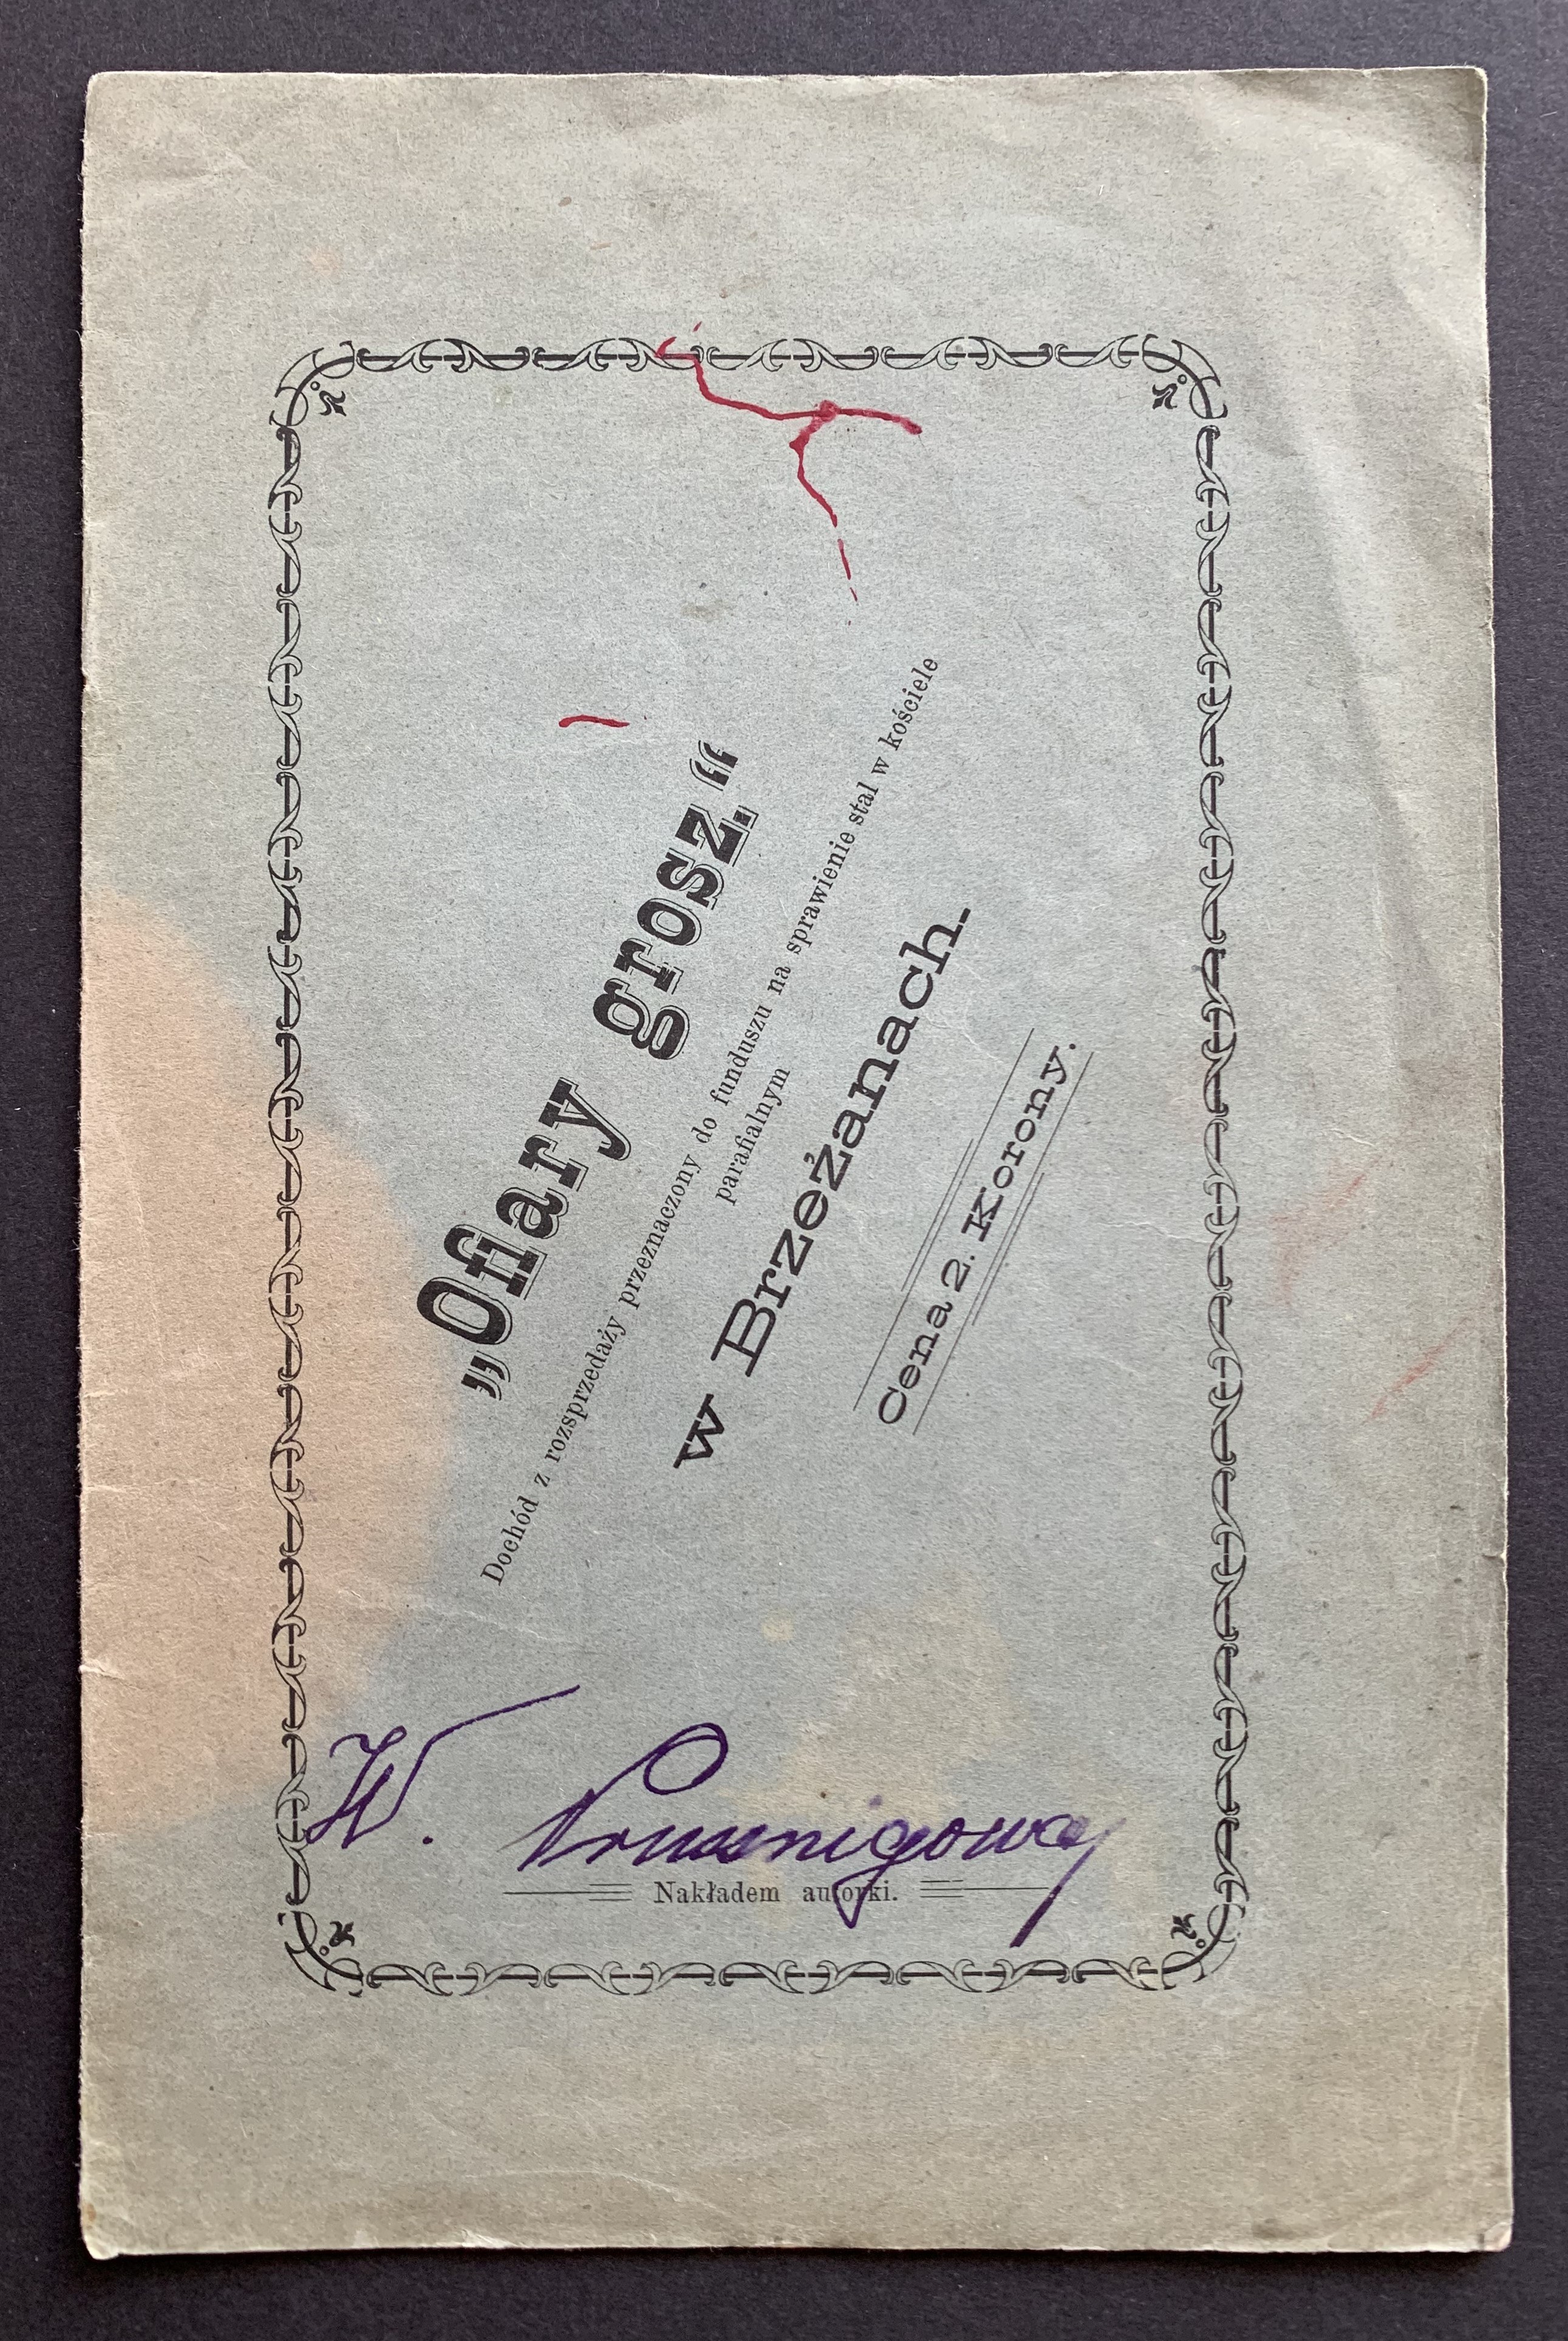 „Ofiary grosz.“
Dochód z rozsprzedaży przeznaczony do funduszu na sprawienie stal w kościele
parafialnym
w Brzeżanach.
Cena 2. Korony.
W.
Nakładem autorki.